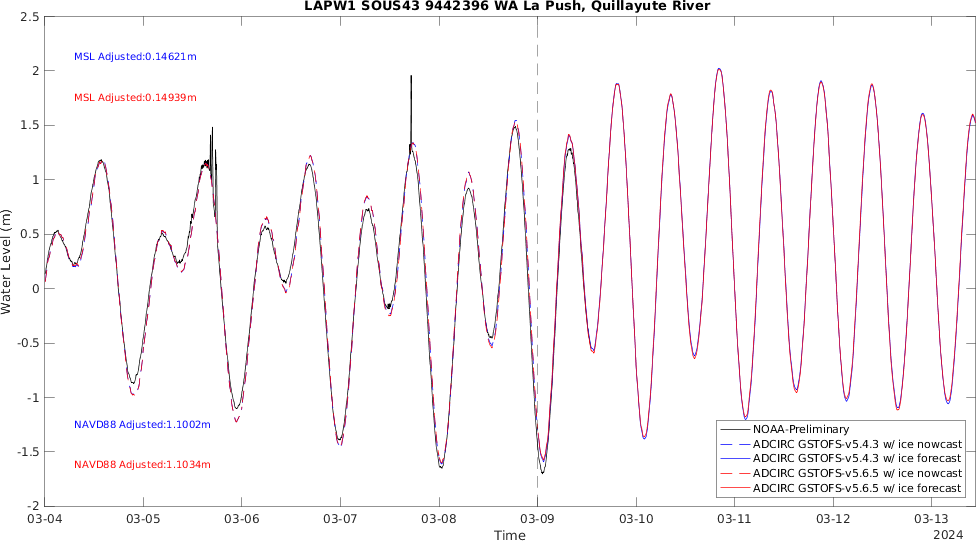 LAPW1 SOUS43 9442396 WA La Push, Quillayute River
2.5
2
1.5
1
0.5
0
-0.5
-1
-1.5
-2
Water Level (m)
MSL Adjusted:0.14621m
MSL Adjusted:0.14939m
NAVD88 Adjusted:1.1002m
NAVD88 Adjusted:1.1034m
NOAA-Preliminary
ADCIRC GSTOFS-v5.4.3 w/ ice nowcast
ADCIRC GSTOFS-v5.4.3 w/ ice forecast
ADCIRC GSTOFS-v5.6.5 w/ ice nowcast
ADCIRC GSTOFS-v5.6.5 w/ ice forecast
03-04 03-05 03-06 03-07 03-08 03-09 03-10 03-11 03-12 03-13
Time
2024